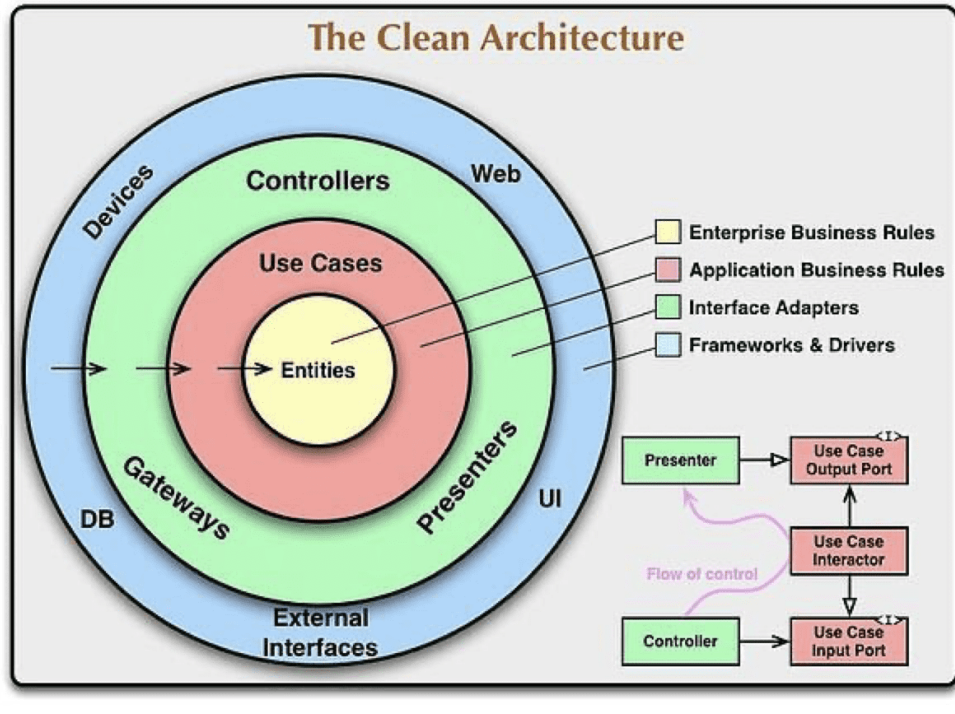 The Clean Architecture
Devices
Controllers
Web
Use Cases
Entities
Gateways
Presenters
DB
UI
External
Interfaces
Enterprise Business Rules
Application Business Rules
Interface Adapters
Frameworks & Drivers
Presenter
<I>
Use Case
Output Port
Flow of control
Use Case
Interactor
Controller
<I>
Use Case
Input Port